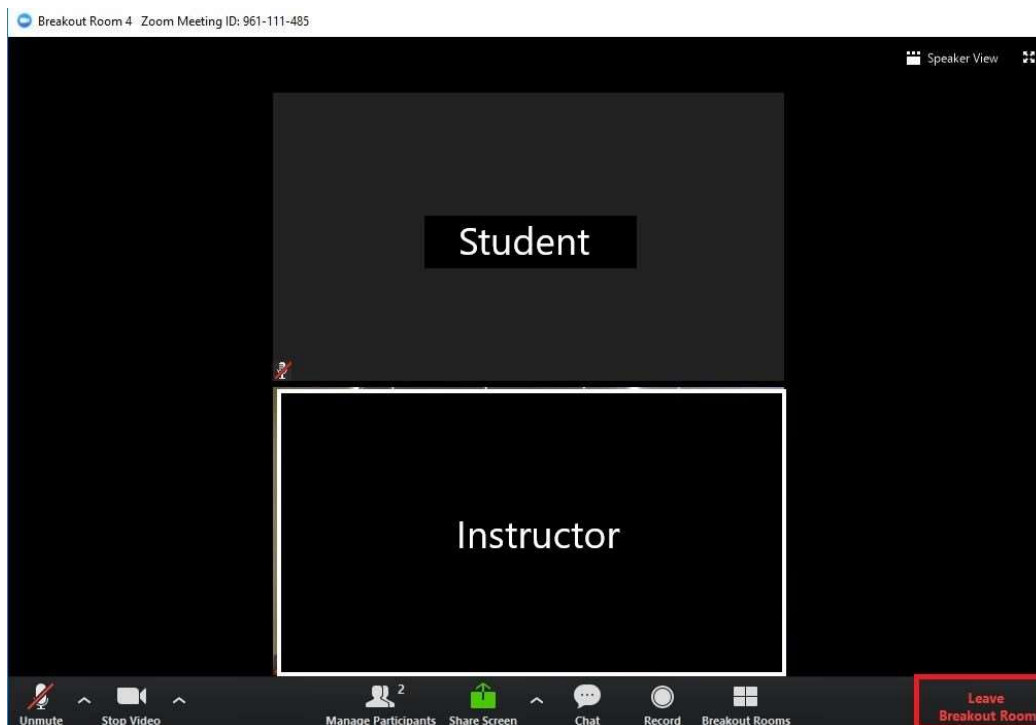 Breakout Room 4 Zoom Meeting ID: 961-111-485
Speaker View
Student
Instructor
Unmute Stop Video Manage Participants 2 Share Screen Chat Record Breakout Rooms
Leave
Breakout Room